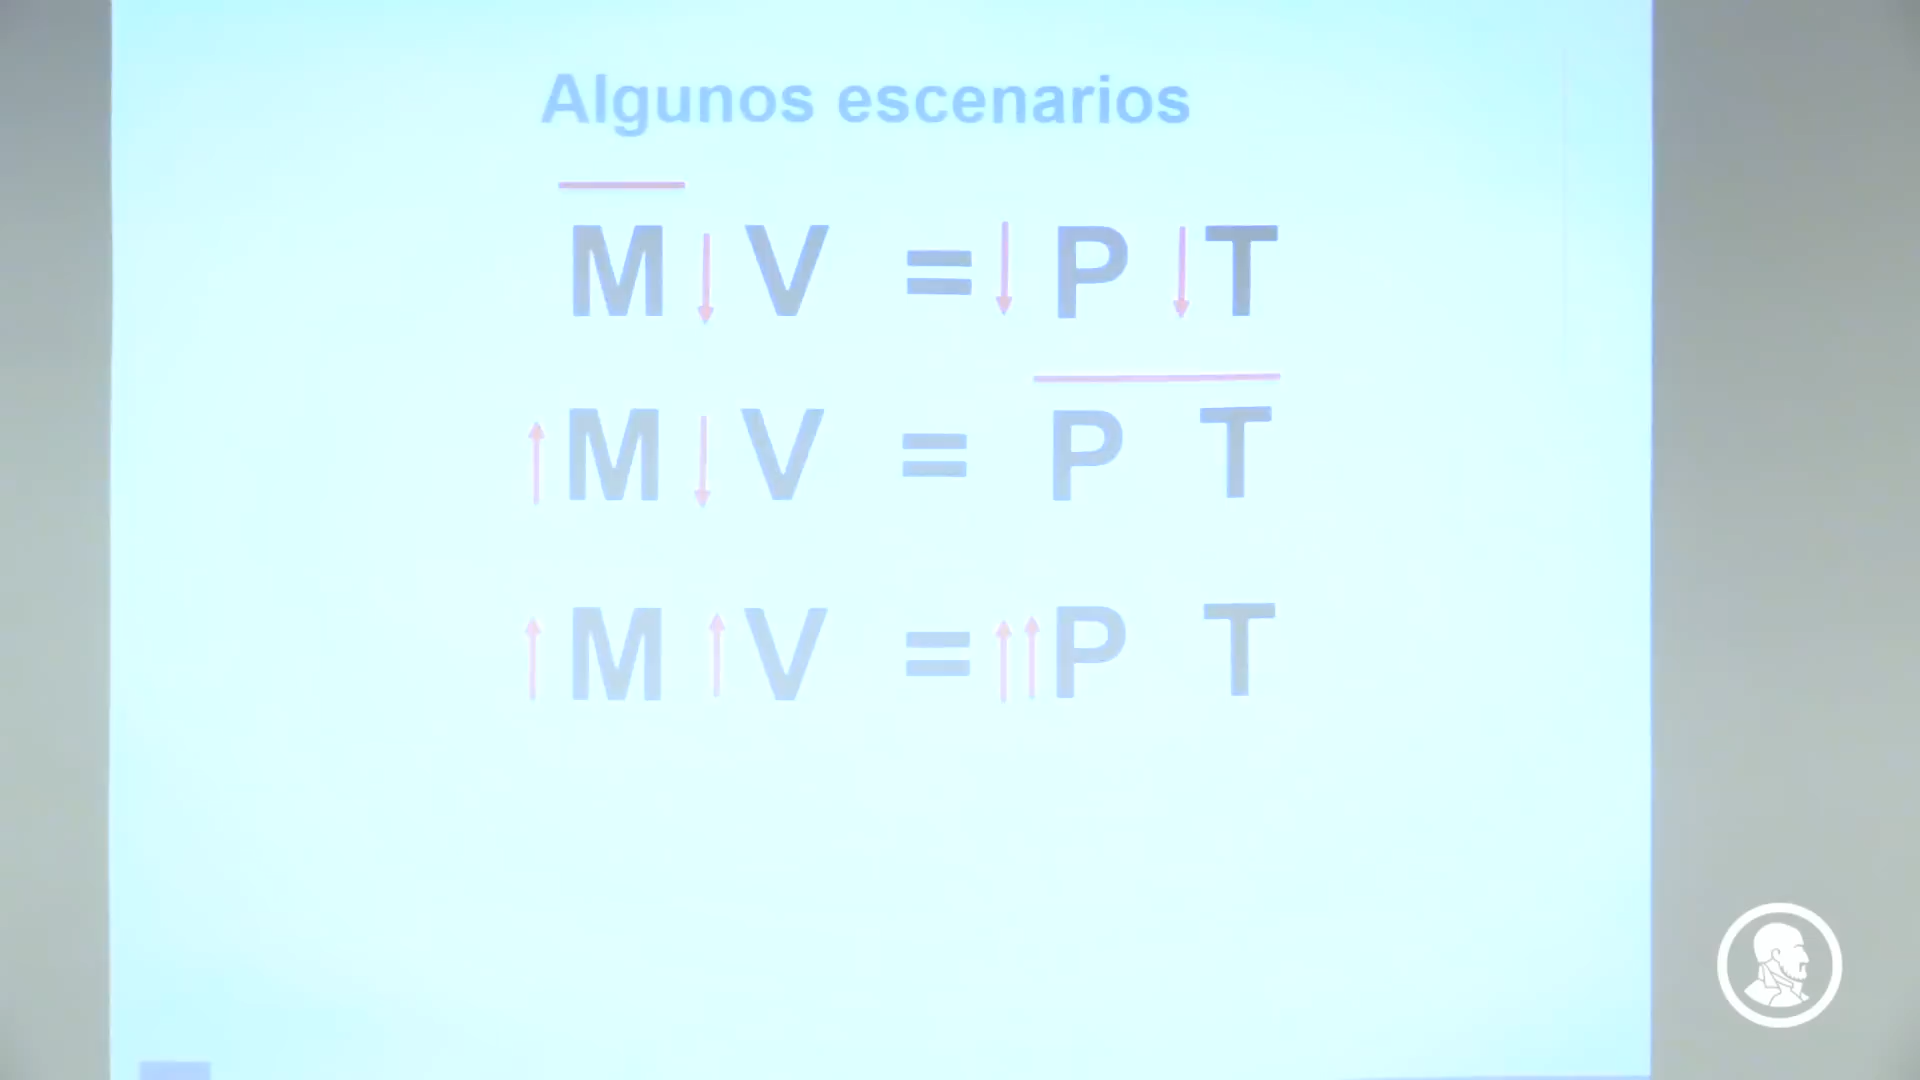 Algunos escenarios
M ↓ V = ↓ P ↓ T
↑ M ↓ V = P T
↑ M ↑ V = ↑↑ P T